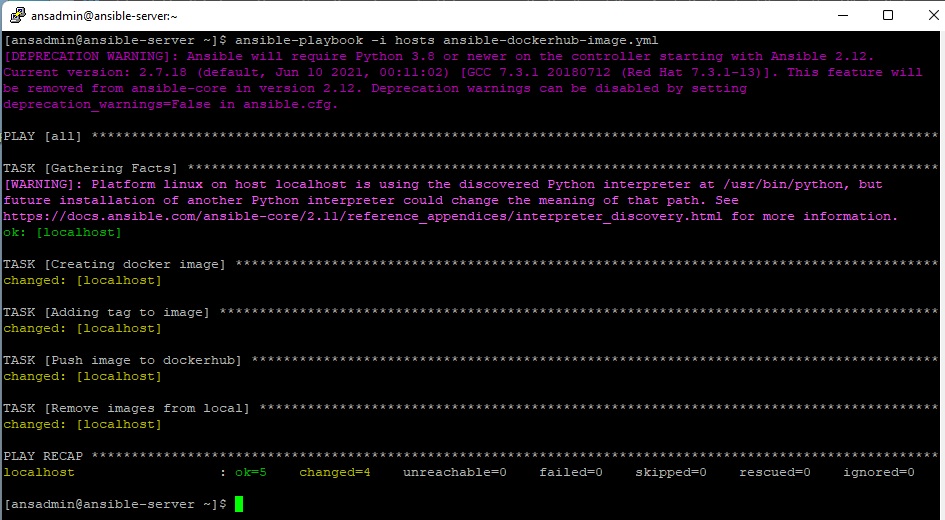 ansadmin@ansible-server:~
[ansadmin@ansible-server ~]$ ansible-playbook -i hosts ansible-dockerhub-image.yml
[DEPRECATION WARNING]: Ansible will require Python 3.8 or newer on the controller starting with Ansible 2.12.
Current version: 2.7.18 (default, Jun 10 2021, 00:11:02) [GCC 7.3.1 20180712 (Red Hat 7.3.1-13)]. This feature will
be removed from ansible-core in version 2.12. Deprecation warnings can be disabled by setting
deprecation_warnings=False in ansible.cfg.
PLAY [all] **********************************************************************************************************
TASK [Gathering Facts] **********************************************************************************************
[WARNING]: Platform linux on host localhost is using the discovered Python interpreter at /usr/bin/python, but
future installation of another Python interpreter could change the meaning of that path. See
https://docs.ansible.com/ansible-core/2.11/reference_appendices/interpreter_discovery.html for more information.
ok: [localhost]
TASK [Creating docker image] ****************************************************************************************
changed: [localhost]
TASK [Adding tag to image] ******************************************************************************************
changed: [localhost]
TASK [Push image to dockerhub] **************************************************************************************
changed: [localhost]
TASK [Remove images from local] *************************************************************************************
changed: [localhost]
PLAY RECAP **********************************************************************************************************
localhost                  : ok=5    changed=4    unreachable=0    failed=0    skipped=0    rescued=0    ignored=0
[ansadmin@ansible-server ~]$